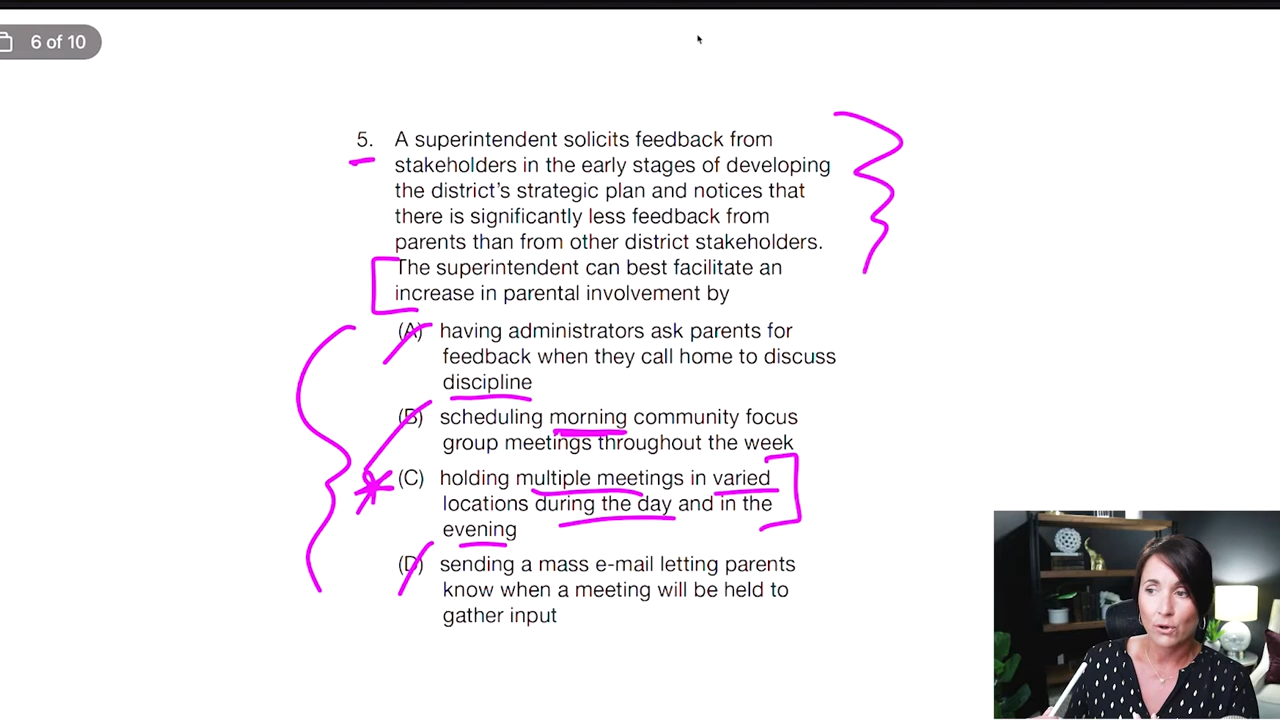 6 of 10
5. A superintendent solicits feedback from
stakeholders in the early stages of developing
the district's strategic plan and notices that
there is significantly less feedback from
parents than from other district stakeholders.
The superintendent can best facilitate an
increase in parental involvement by
(A) having administrators ask parents for
feedback when they call home to discuss
discipline
(B) scheduling morning community focus
group meetings throughout the week
(C) holding multiple meetings in varied
locations during the day and in the
evening
(D) sending a mass e-mail letting parents
know when a meeting will be held to
gather input